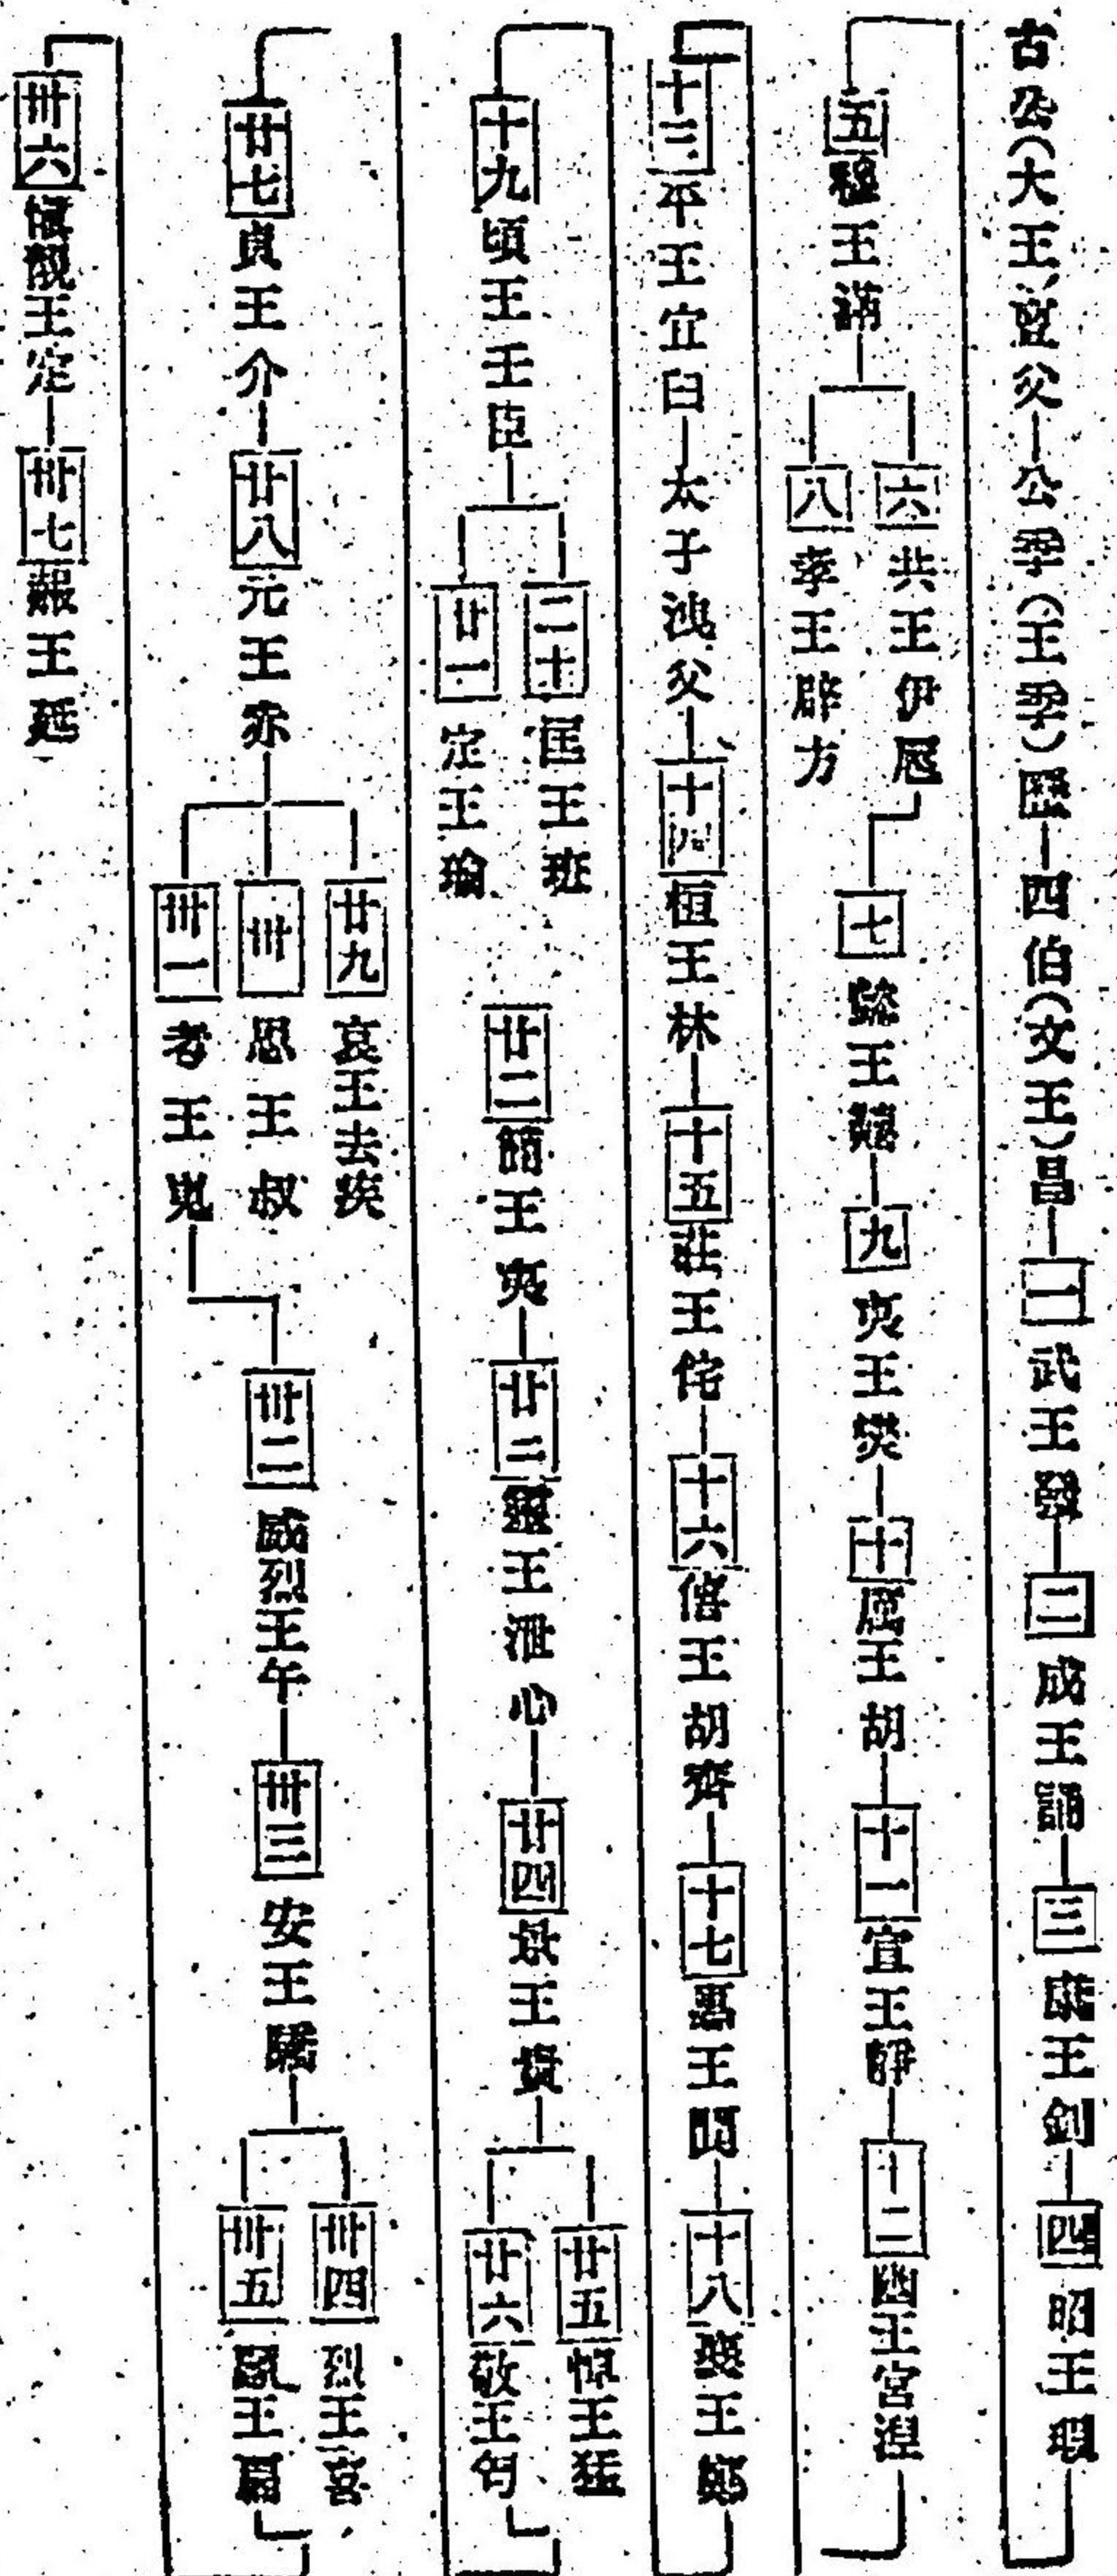 古公(大王)亶父―公季(王季)歷―西伯(文王)昌―一武王發―二成王誦―三康王釗―四昭王瑕
五穆王滿
六共王伊扈
八孝王辟方
七懿王囏―九夷王燮―十厲王胡―十一宣王靜―十二幽王宮湼
十三平王宜臼―太子洩父―十四桓王林―十五莊王佗―十六僖王胡齊―十七惠王閬―十八襄王鄭
十九頃王壬臣
二十匡王班
廿一定王瑜
廿二簡王夷―廿三靈王泄心―廿四景王貴
廿五悼王猛
廿六敬王匄
廿七貞王介―廿八元王赤
廿九哀王去疾
卅思王叔
卅一考王嵬
卅二威烈王午―卅三安王驕
卅四烈王喜
卅五顯王扁
卅六慎靚王定―卅七赧王延